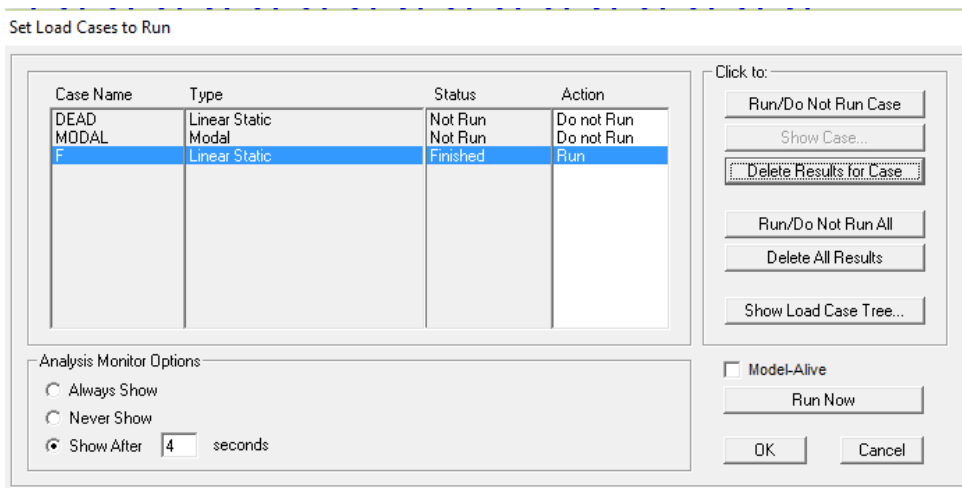 Set Load Cases to Run
Case Name Type Status Action
DEAD Linear Static Not Run Do not Run
MODAL Modal Not Run Do not Run
F Linear Static Finished Run
Click to:
Run/Do Not Run Case
Show Case...
Delete Results for Case
Run/Do Not Run All
Delete All Results
Show Load Case Tree...
Analysis Monitor Options
Always Show
Never Show
Show After 4 seconds
Model-Alive
Run Now
OK Cancel